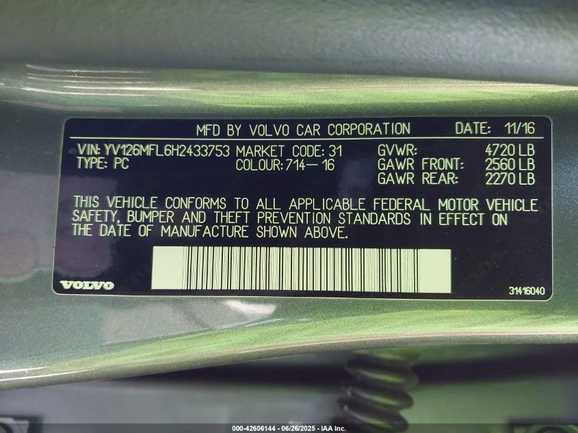 MFD BY VOLVO CAR CORPORATION DATE: 11/16
VIN: YV126MFL6H2433753 MARKET CODE: 31 GVWR: 4720 LB
TYPE: PC COLOUR: 714-16 GAWR FRONT: 2560 LB
GAWR REAR: 2270 LB
THIS VEHICLE CONFORMS TO ALL APPLICABLE FEDERAL MOTOR VEHICLE
SAFETY, BUMPER AND THEFT PREVENTION STANDARDS IN EFFECT ON
THE DATE OF MANUFACTURE SHOWN ABOVE.
VOLVO 31416040
000-42606144 - 06/26/2025 - IAA Inc.